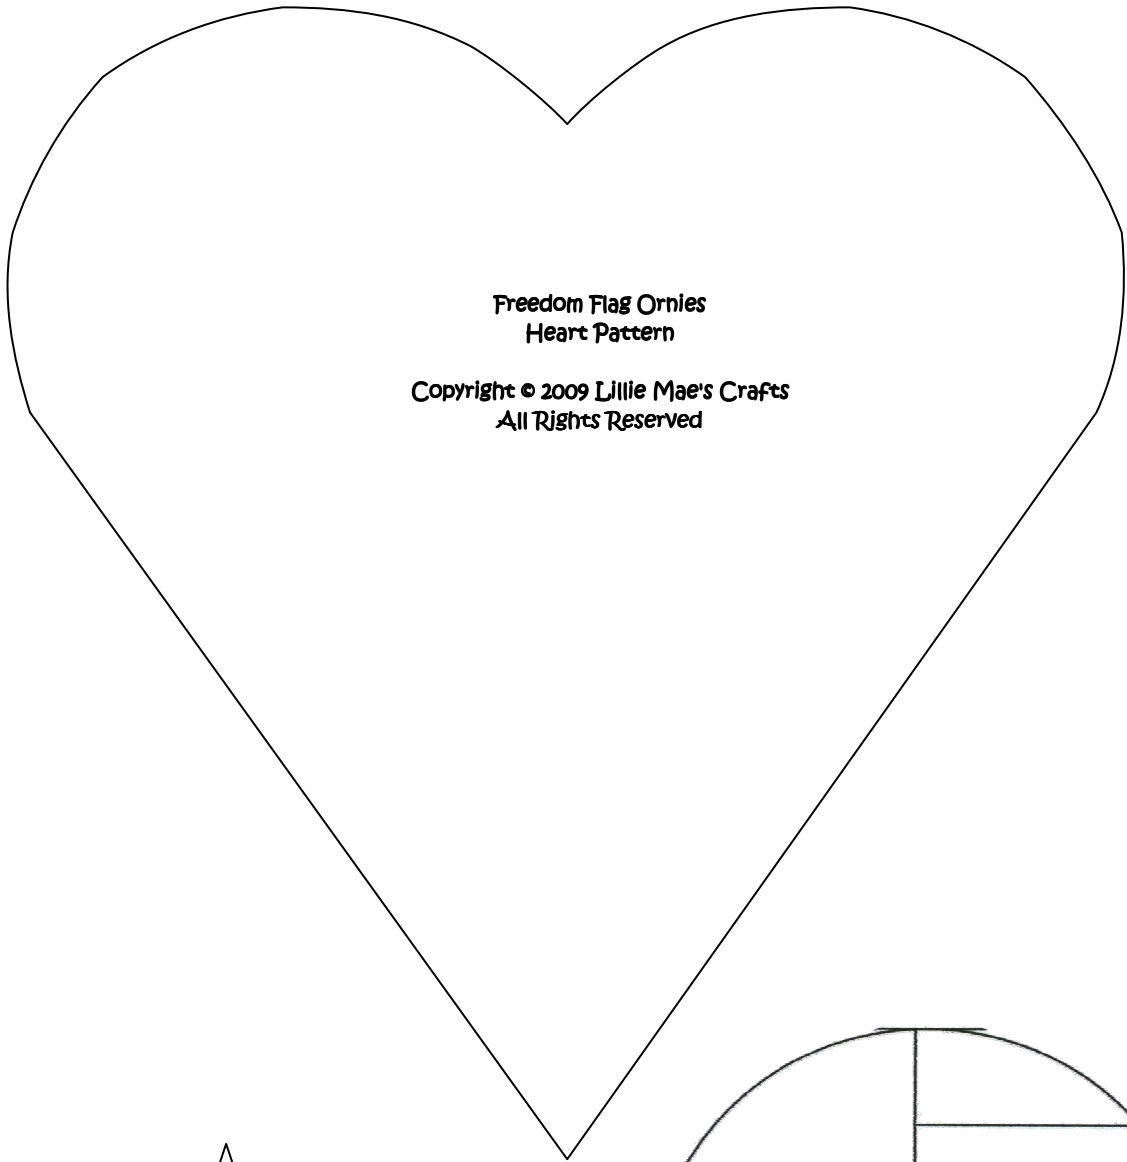 Freedom Flag Ornies
Heart Pattern
Copyright © 2009 Lillie Mae's Crafts
All Rights Reserved